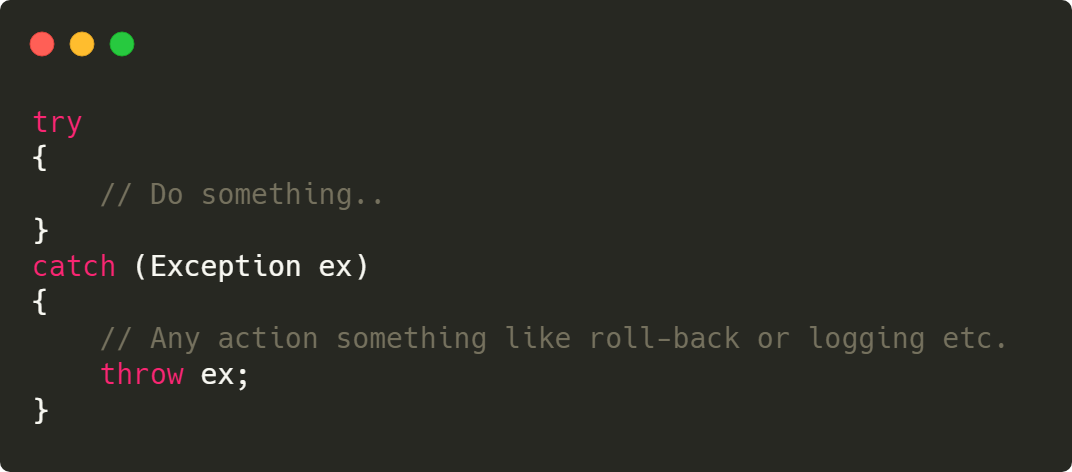 try
{
    // Do something..
}
catch (Exception ex)
{
    // Any action something like roll-back or logging etc.
    throw ex;
}